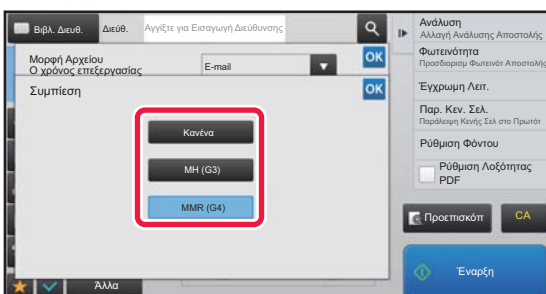 Βιβλ. Διευθ.
Διεύθ.
Αγγίξτε για Εισαγωγή Διεύθυνσης
Μορφή Αρχείου
Ο χρόνος επεξεργασίας
E-mail
OK
Συμπίεση
OK
Κανένα
MH (G3)
MMR (G4)
Άλλα
Ανάλυση
Αλλαγή Ανάλυσης Αποστολής
Φωτεινότητα
Προσδιορισμ Φωτεινότ Αποστολής
Έγχρωμη Λειτ.
Παρ. Κεν. Σελ.
Παράλειψη Κενής Σελ στο Πρωτότ
Ρύθμιση Φόντου
Ρύθμιση Λοξότητας
PDF
Προεπισκόπ
CA
Έναρξη